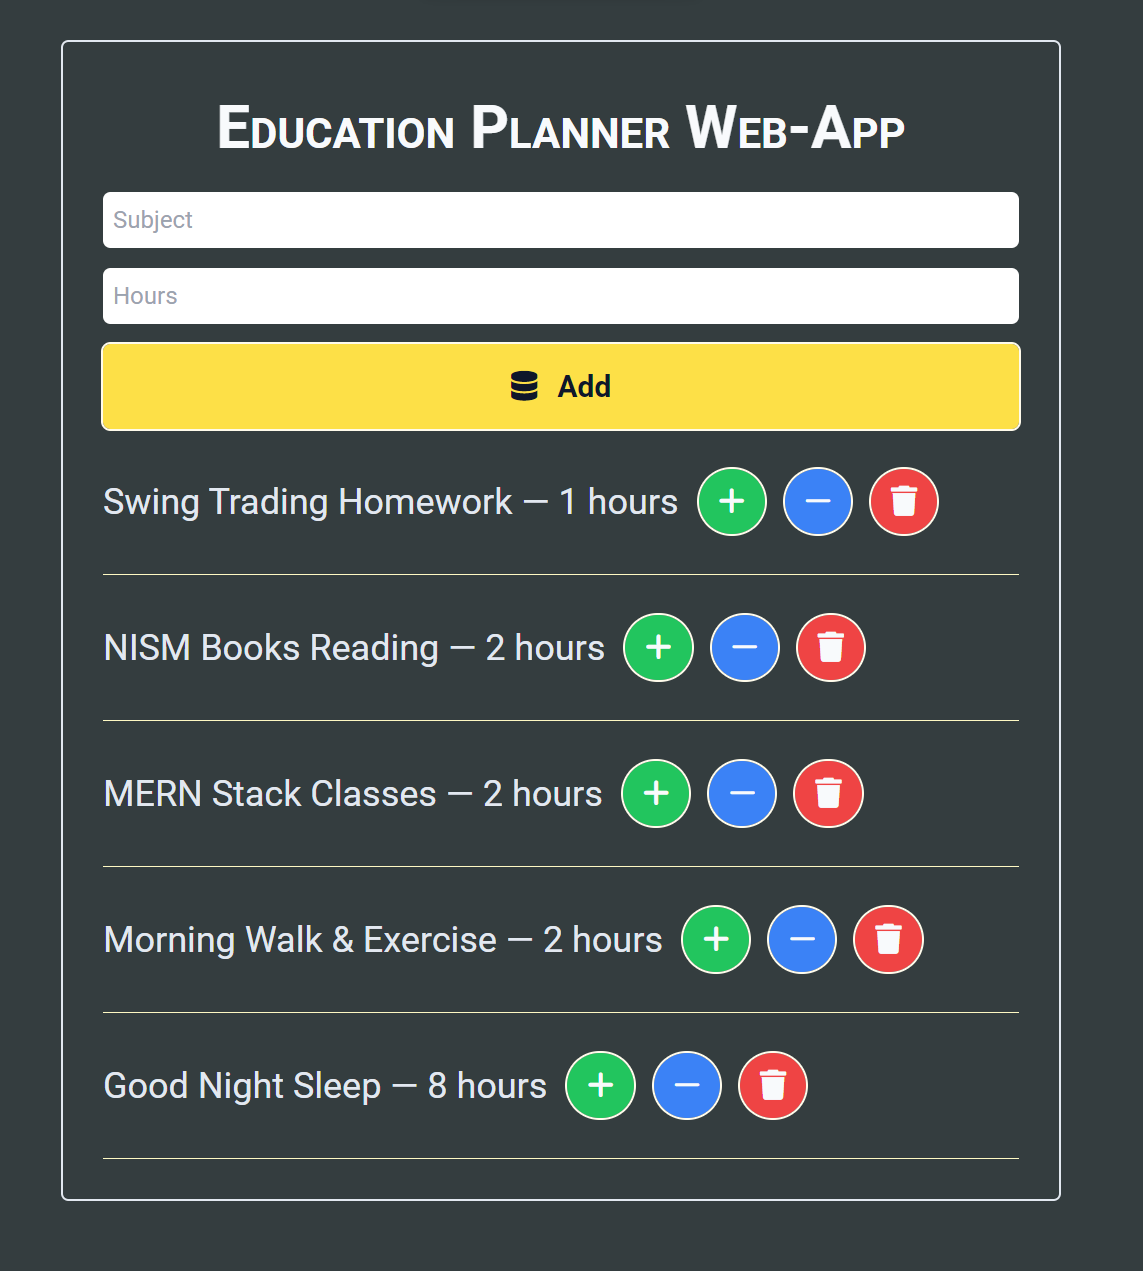 Education Planner Web-App
Subject
Hours
Add
Swing Trading Homework — 1 hours
NISM Books Reading — 2 hours
MERN Stack Classes — 2 hours
Morning Walk & Exercise — 2 hours
Good Night Sleep — 8 hours